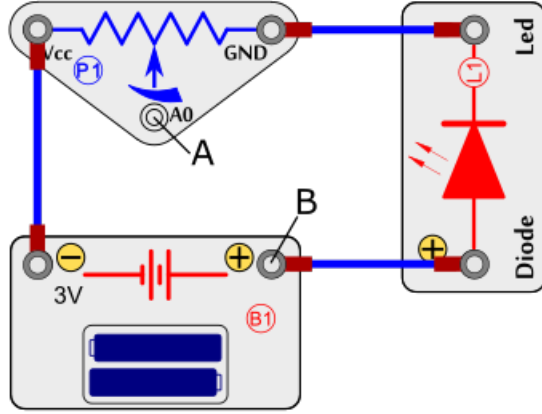 Vcc
P1
GND
A0
A
Led
L1
Diode
+
B
−
+
3V
B1